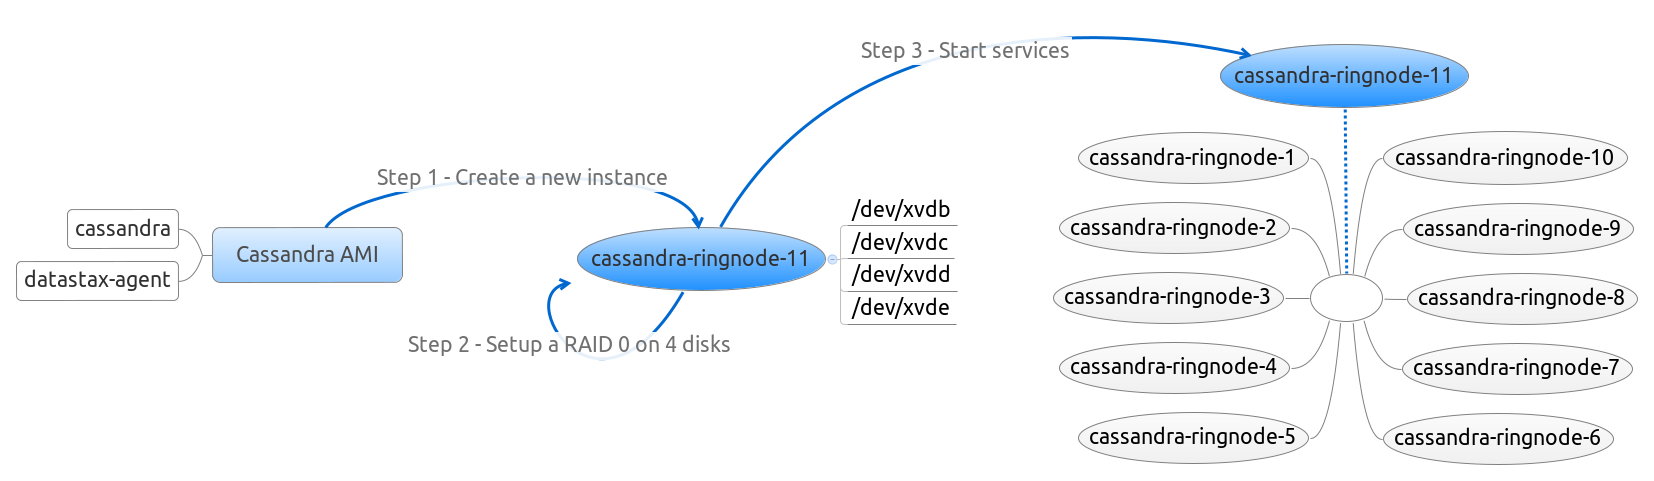 cassandra
datastax-agent
Cassandra AMI
Step 1 - Create a new instance
cassandra-ringnode-11
/dev/xvdb
/dev/xvdc
/dev/xvdd
/dev/xvde
Step 2 - Setup a RAID 0 on 4 disks
Step 3 - Start services
cassandra-ringnode-11
cassandra-ringnode-1
cassandra-ringnode-2
cassandra-ringnode-3
cassandra-ringnode-4
cassandra-ringnode-5
cassandra-ringnode-10
cassandra-ringnode-9
cassandra-ringnode-8
cassandra-ringnode-7
cassandra-ringnode-6